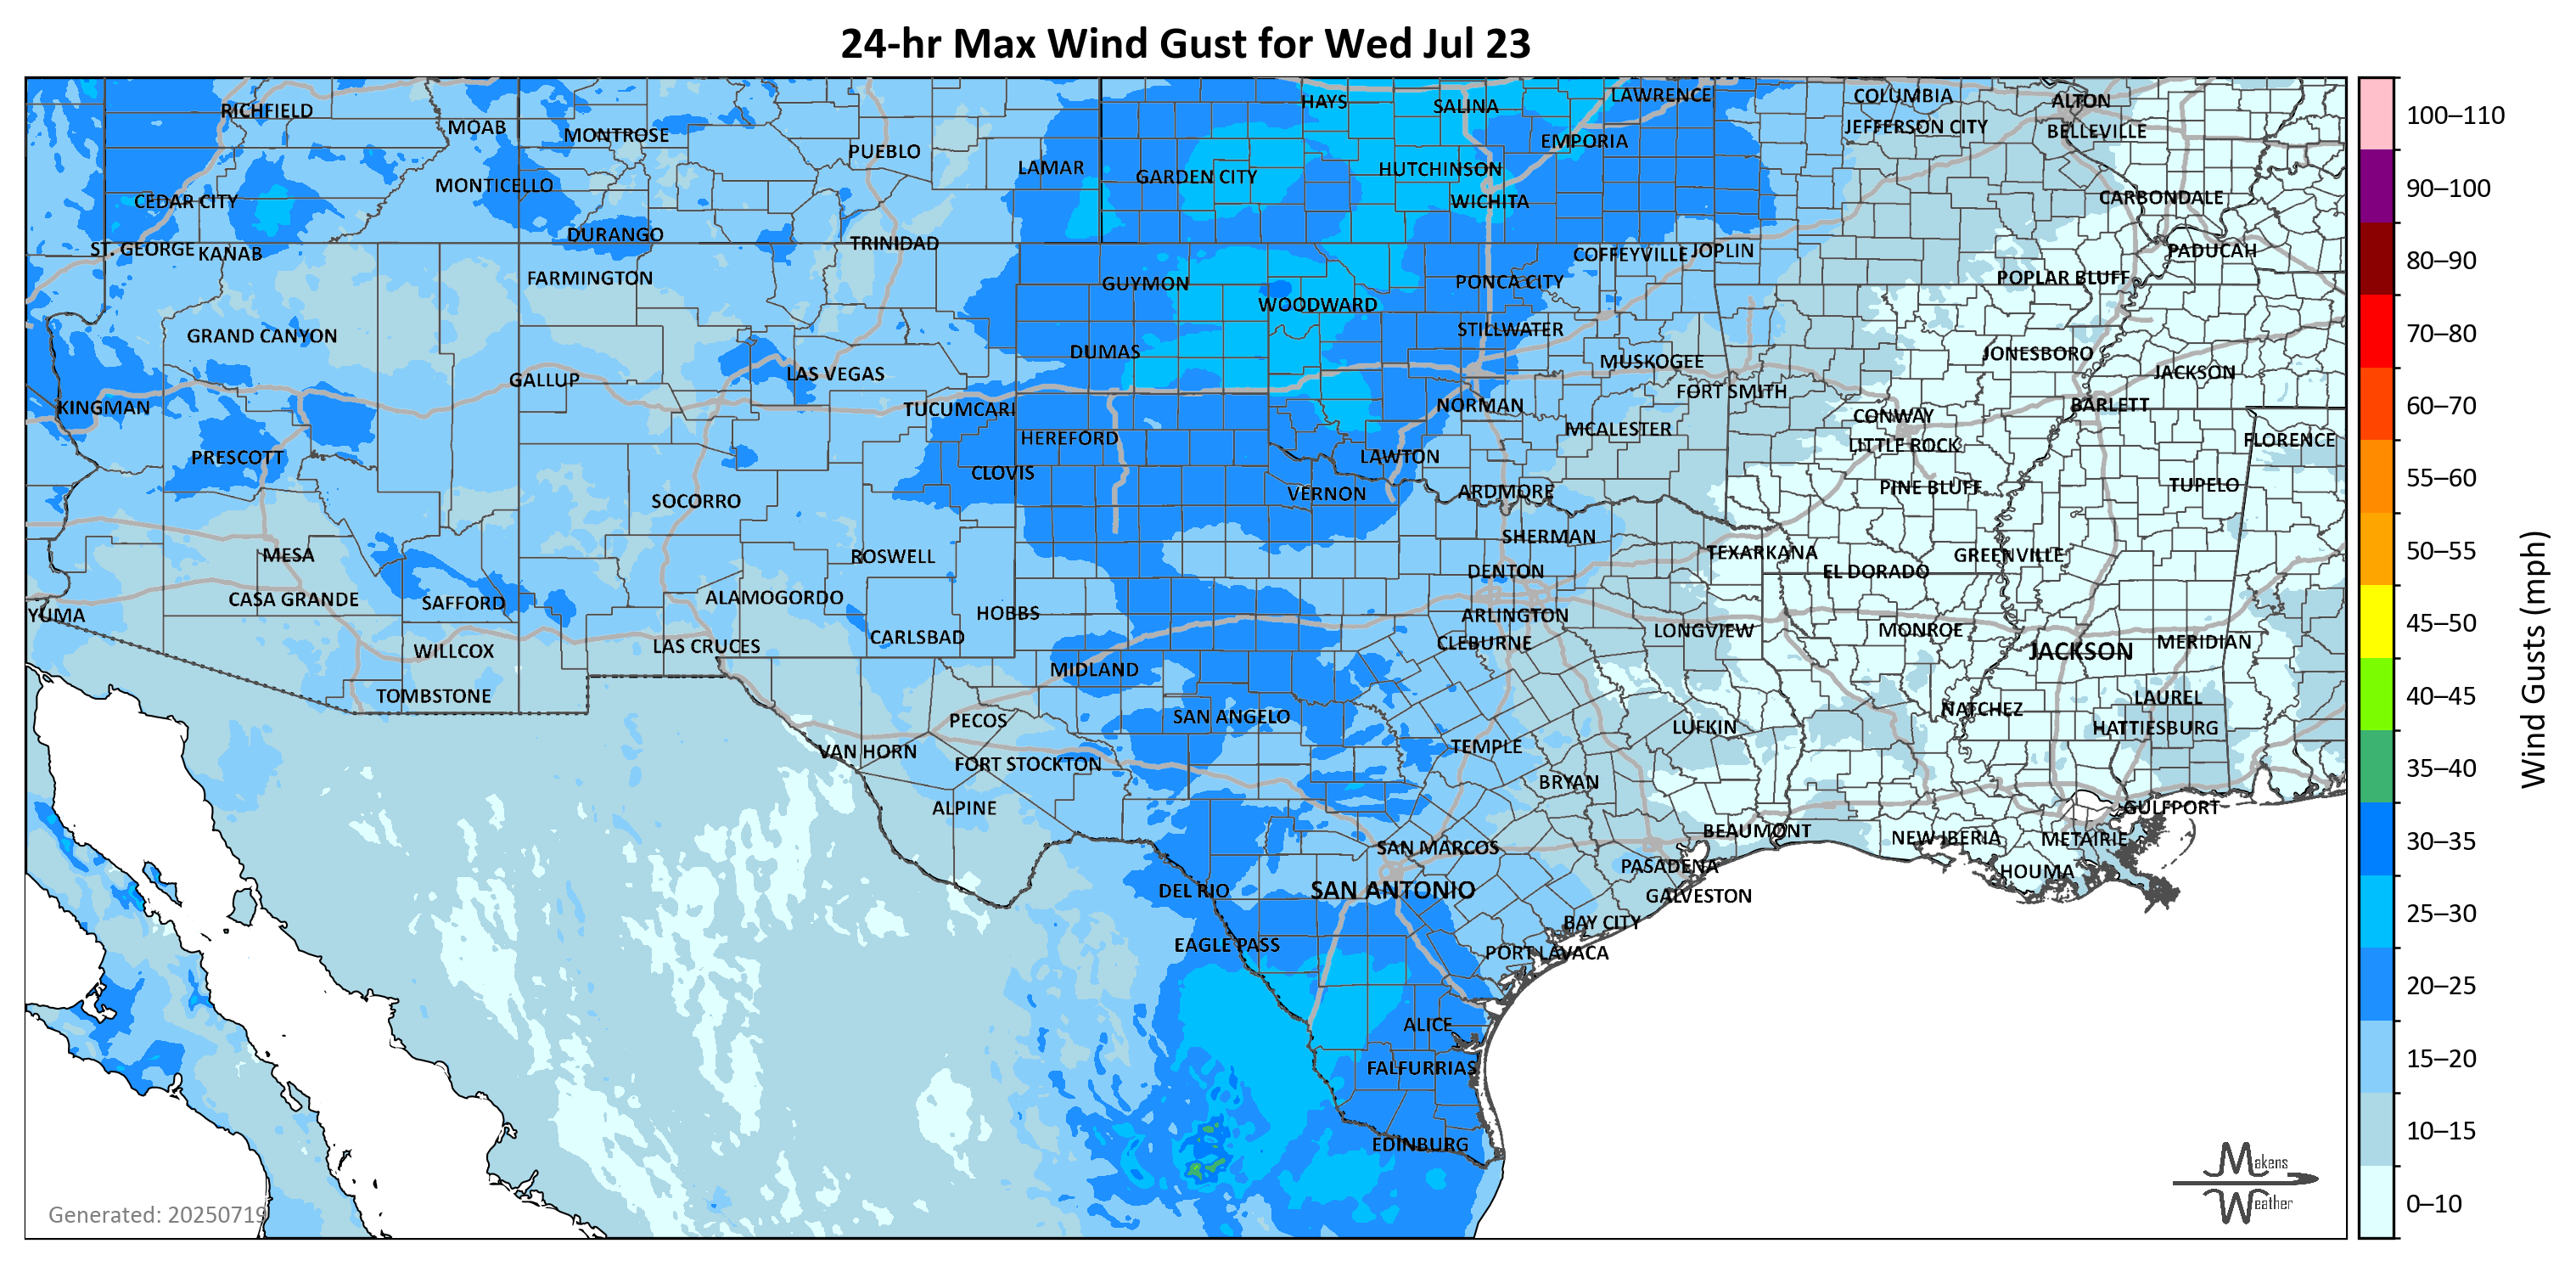 24-hr Max Wind Gust for Wed Jul 23
RICHFIELD
MOAB
MONTROSE
PUEBLO
LAMAR
HAYS
SALINA
LAWRENCE
COLUMBIA
ALTON
JEFFERSON CITY
BELLEVILLE
EMPORIA
GARDEN CITY
HUTCHINSON
MONTICELLO
CEDAR CITY
WICHITA
CARBONDALE
DURANGO
TRINIDAD
ST. GEORGE
KANAB
COFFEYVILLE
JOPLIN
PADUCAH
FARMINGTON
GUYMON
PONCA CITY
POPLAR BLUFF
WOODWARD
GRAND CANYON
STILLWATER
DUMAS
MUSKOGEE
JONESBORO
GALLUP
LAS VEGAS
FORT SMITH
JACKSON
KINGMAN
TUCUMCARI
NORMAN
CONWAY
BARLETT
HEREFORD
MCALESTER
LITTLE ROCK
FLORENCE
PRESCOTT
CLOVIS
LAWTON
SOCORRO
VERNON
ARDMORE
PINE BLUFF
TUPELO
MESA
ROSWELL
SHERMAN
TEXARKANA
GREENVILLE
DENTON
EL DORADO
CASA GRANDE
SAFFORD
ALAMOGORDO
HOBBS
ARLINGTON
YUMA
CARLSBAD
CLEBURNE
LONGVIEW
MONROE
MERIDIAN
WILLCOX
LAS CRUCES
MIDLAND
JACKSON
TOMBSTONE
PECOS
SAN ANGELO
LUFKIN
NATCHEZ
LAUREL
HATTIESBURG
VAN HORN
FORT STOCKTON
TEMPLE
BRYAN
ALPINE
GULFPORT
SAN MARCOS
BEAUMONT
NEW IBERIA
METAIRIE
PASADENA
HOUMA
DEL RIO
SAN ANTONIO
GALVESTON
EAGLE PASS
BAY CITY
PORT LAVACA
ALICE
FALFURRIAS
EDINBURG
Generated: 20250719
Makens
Weather
100–110
90–100
80–90
70–80
60–70
55–60
50–55
45–50
40–45
35–40
30–35
25–30
20–25
15–20
10–15
0–10
Wind Gusts (mph)